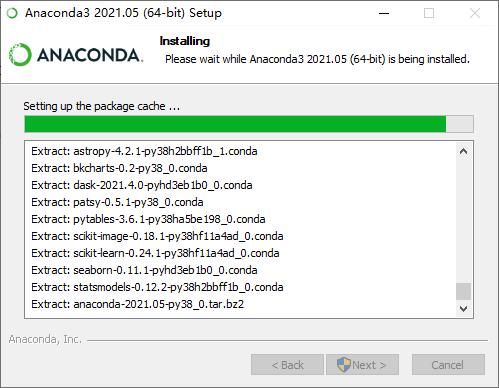 Anaconda3 2021.05 (64-bit) Setup
ANACONDA.
Installing
Please wait while Anaconda3 2021.05 (64-bit) is being installed.
Setting up the package cache ...
Extract: astropy-4.2.1-py38h2bbff1b_1.conda
Extract: bkcharts-0.2-py38_0.conda
Extract: dask-2021.4.0-pyhd3eb1b0_0.conda
Extract: patsy-0.5.1-py38_0.conda
Extract: pytables-3.6.1-py38ha5be198_0.conda
Extract: scikit-image-0.18.1-py38hf11a4ad_0.conda
Extract: scikit-learn-0.24.1-py38hf11a4ad_0.conda
Extract: seaborn-0.11.1-pyhd3eb1b0_0.conda
Extract: statsmodels-0.12.2-py38h2bbff1b_0.conda
Extract: anaconda-2021.05-py38_0.tar.bz2
Anaconda, Inc.
< Back
Next >
Cancel